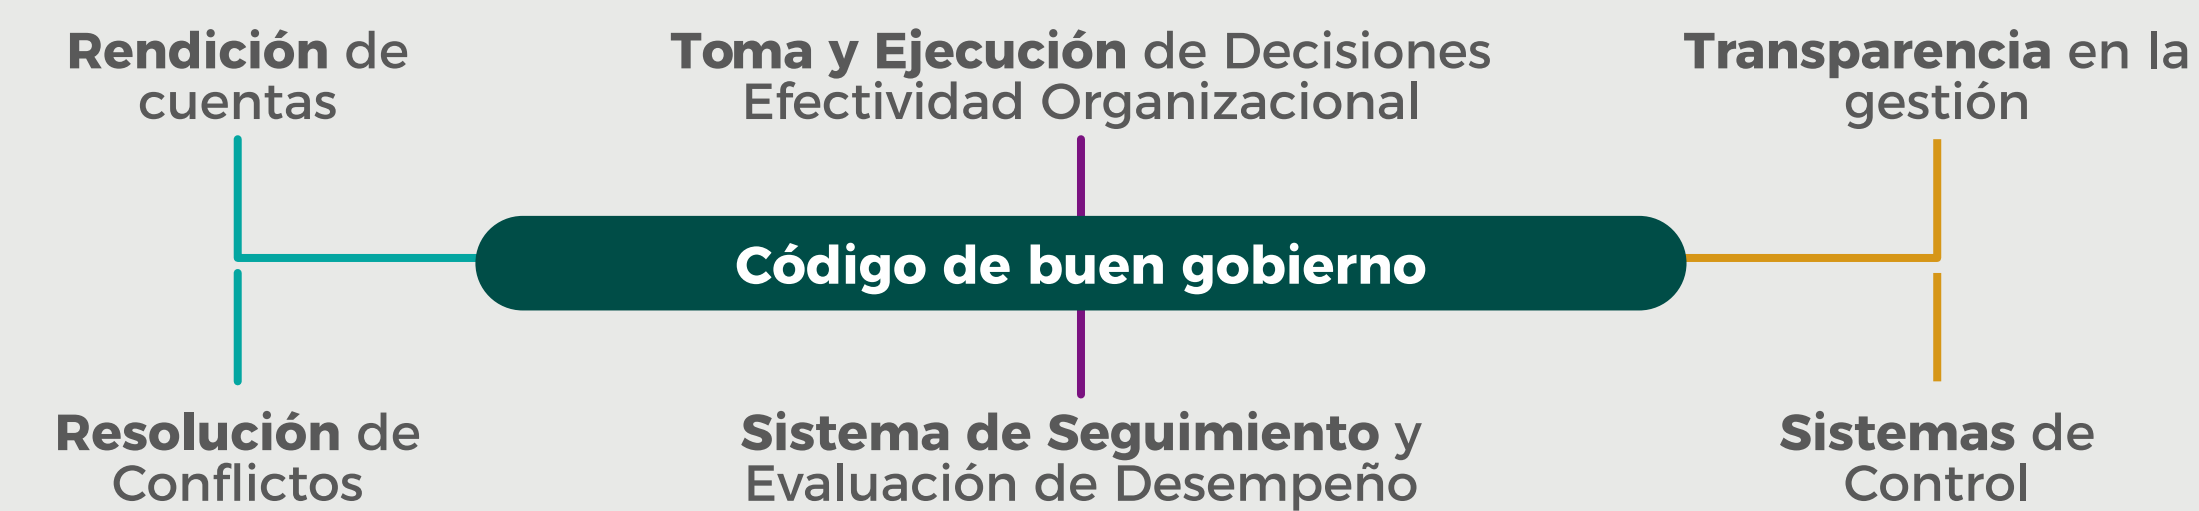 Rendición de
cuentas
Toma y Ejecución de Decisiones
Efectividad Organizacional
Transparencia en la
gestión
Código de buen gobierno
Resolución de
Conflictos
Sistema de Seguimiento y
Evaluación de Desempeño
Sistemas de
Control